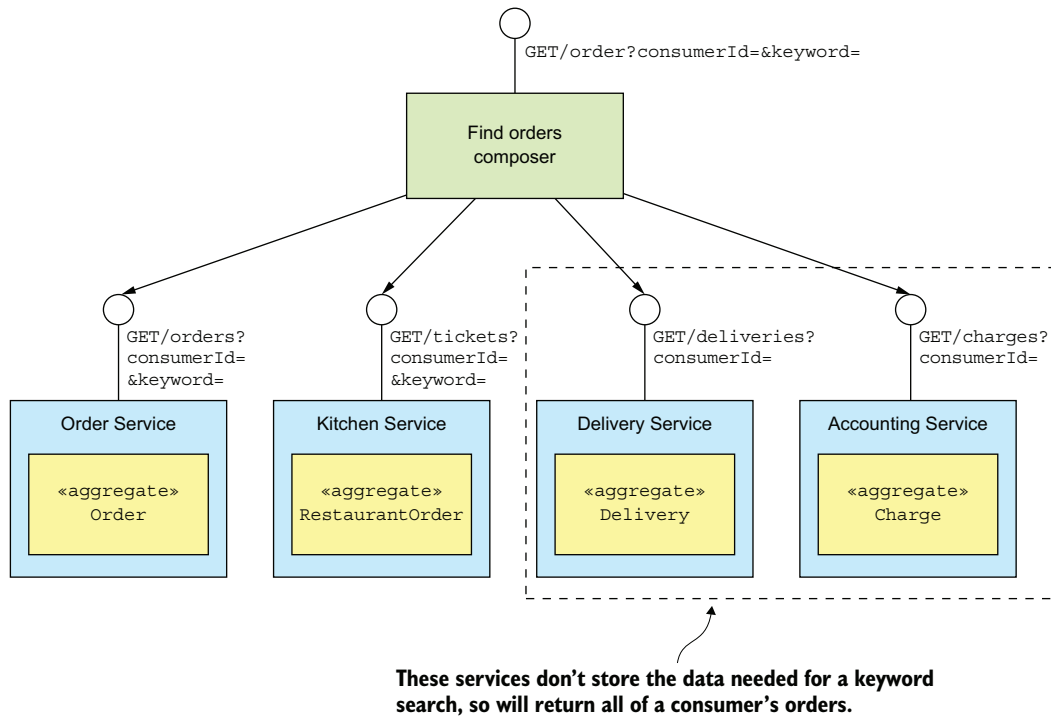 GET/order?consumerId=&keyword=
Find orders
composer
GET/orders?
consumerId=
&keyword=
GET/tickets?
consumerId=
&keyword=
GET/deliveries?
consumerId=
GET/charges?
consumerId=
Order Service
«aggregate»
Order
Kitchen Service
«aggregate»
RestaurantOrder
Delivery Service
«aggregate»
Delivery
Accounting Service
«aggregate»
Charge
These services don’t store the data needed for a keyword
search, so will return all of a consumer’s orders.